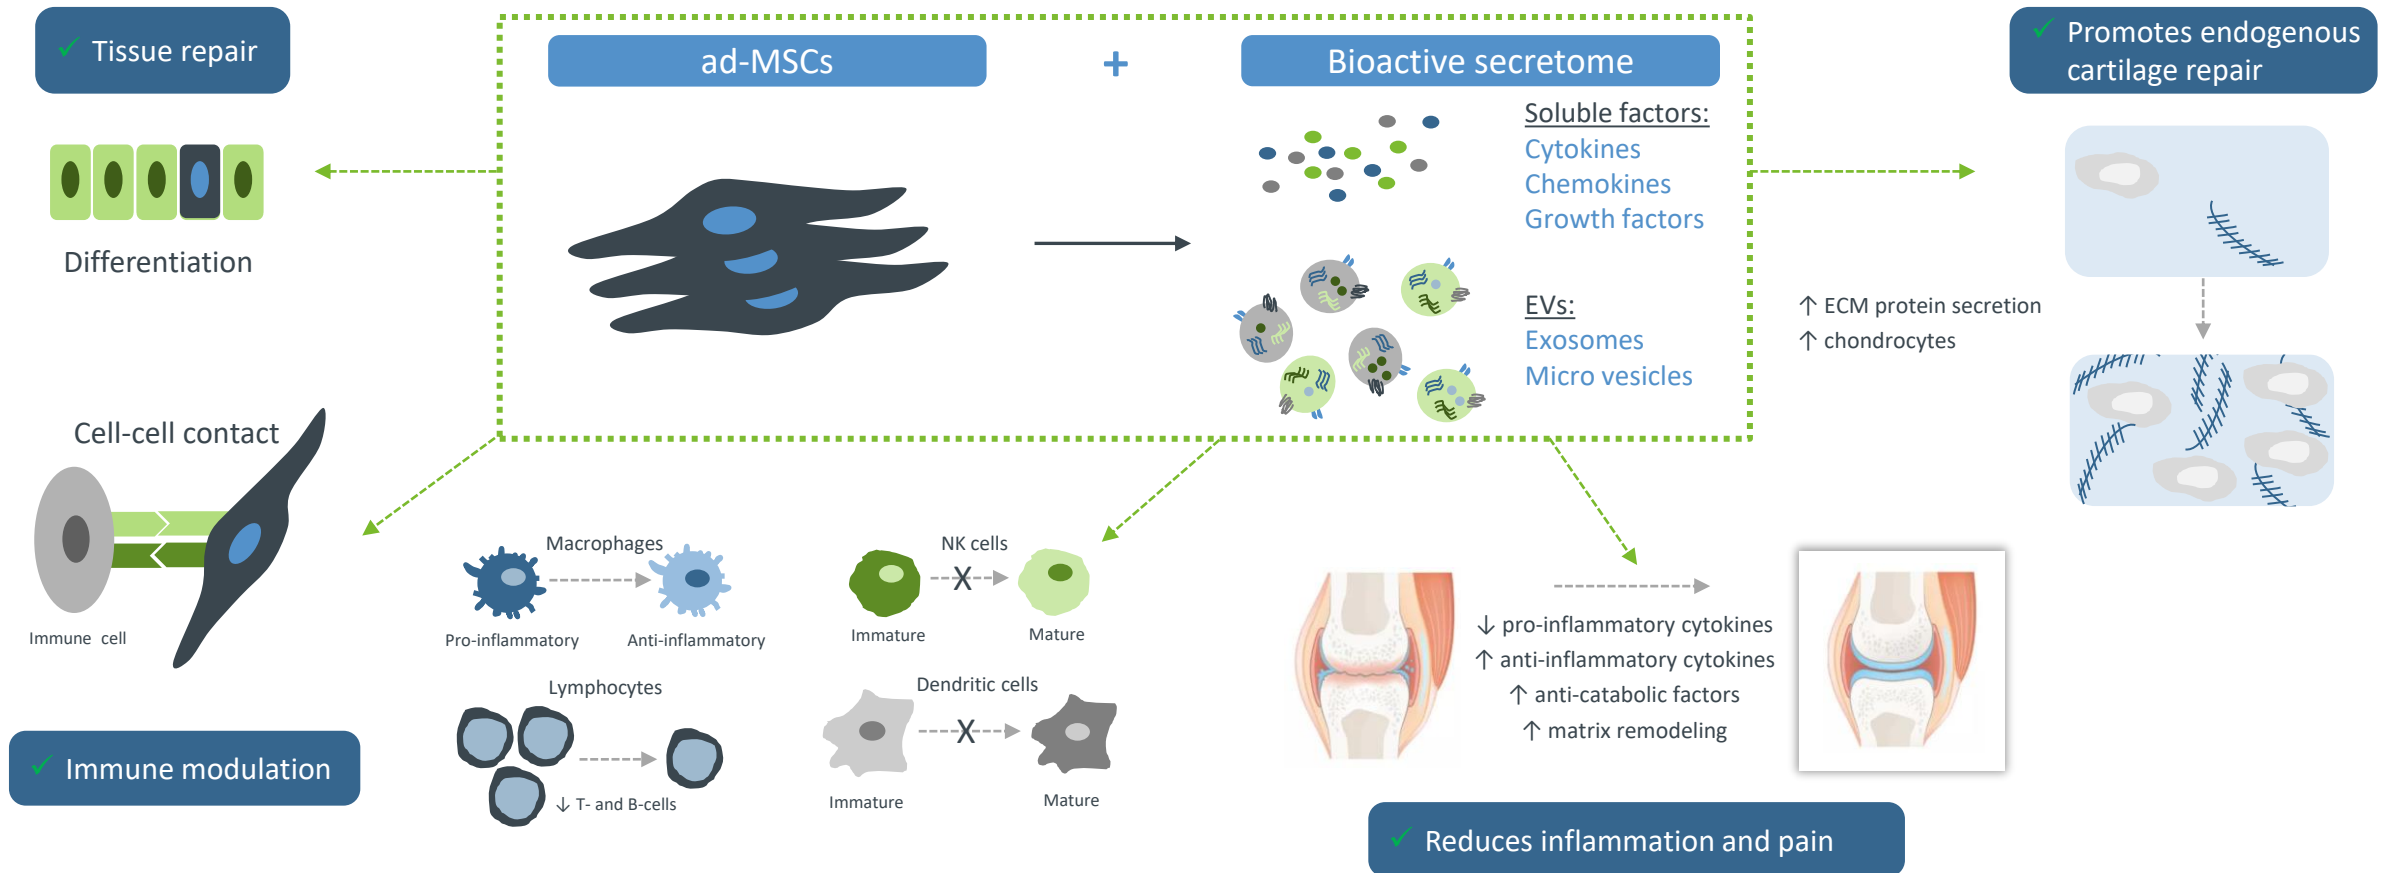 ✓ Tissue repair
Differentiation
Cell-cell contact
Immune cell
✓ Immune modulation
ad-MSCs
+
Bioactive secretome
Soluble factors:
Cytokines
Chemokines
Growth factors
EVs:
Exosomes
Micro vesicles
Macrophages
Pro-inflammatory
Anti-inflammatory
NK cells
X
Immature
Mature
Lymphocytes
↓ T- and B-cells
Dendritic cells
X
Immature
Mature
↓ pro-inflammatory cytokines
↑ anti-inflammatory cytokines
↑ anti-catabolic factors
↑ matrix remodeling
✓ Reduces inflammation and pain
✓ Promotes endogenous
cartilage repair
↑ ECM protein secretion
↑ chondrocytes